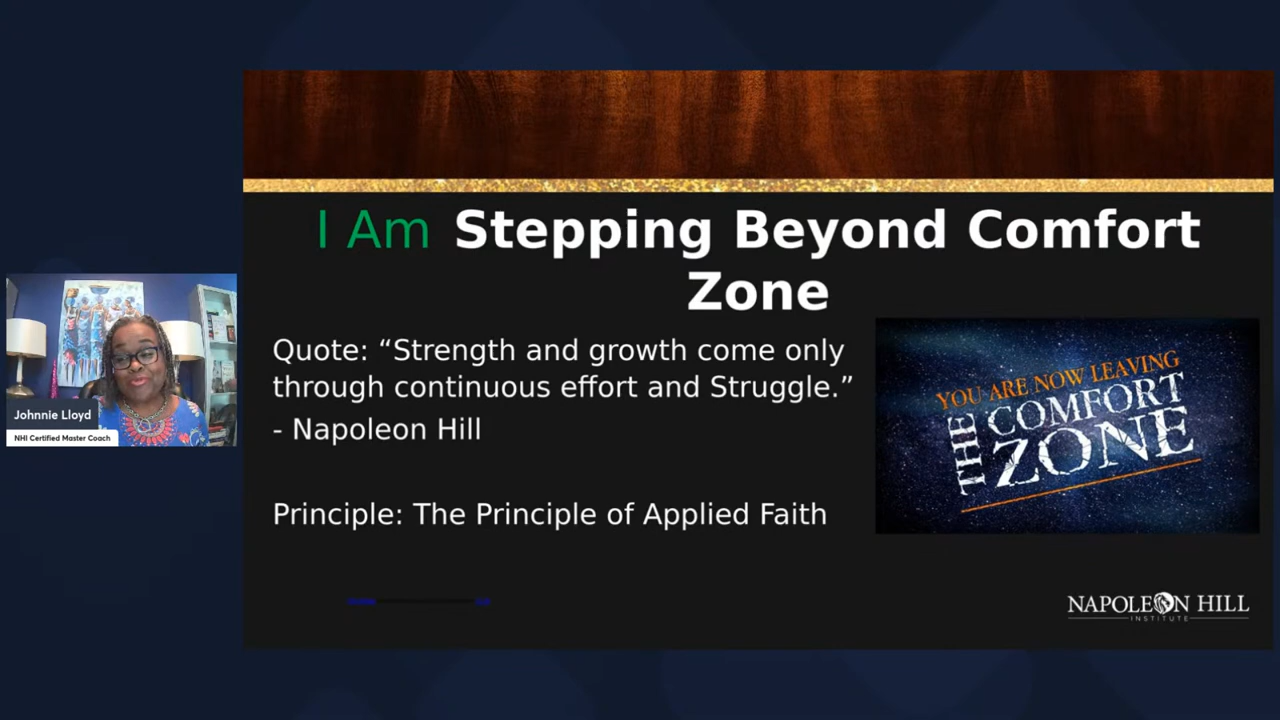 I Am Stepping Beyond Comfort
Zone
Quote: “Strength and growth come only
through continuous effort and Struggle.”
- Napoleon Hill
Principle: The Principle of Applied Faith
YOU ARE NOW LEAVING
THE COMFORT
ZONE
Johnnie Lloyd
NHI Certified Master Coach
NAPOLEON HILL
INSTITUTE